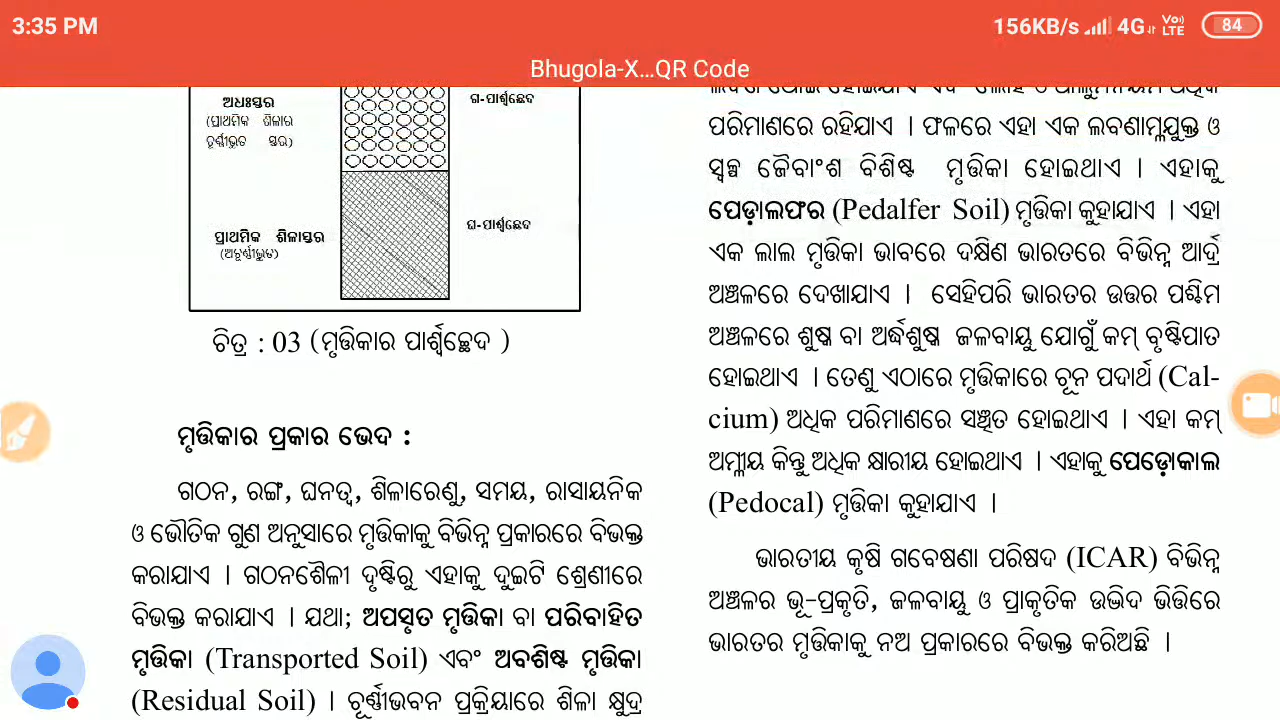 3:35 PM
156KB/s 4G Vo)) LTE 84
Bhugola-X...QR Code
ଅଧଃସ୍ତର
(ପ୍ରାଥମିକ ଶିଳାର
ଚୂର୍ଣ୍ଣୀଭୂତ ସ୍ତର)
ଗ-ପାର୍ଶ୍ୱଛେଦ
ପ୍ରାଥମିକ ଶିଳାସ୍ତର
(ଅଚୂର୍ଣ୍ଣୀଭୂତ)
ଘ-ପାର୍ଶ୍ୱଛେଦ
ଚିତ୍ର : 03 (ମୃତ୍ତିକାର ପାର୍ଶ୍ୱଚ୍ଛେଦ )
ମୃତ୍ତିକାର ପ୍ରକାର ଭେଦ :
ଗଠନ, ରଙ୍ଗ, ଘନତ୍ୱ, ଶିଳାରେଣୁ, ସମୟ, ରାସାୟନିକ
ଓ ଭୌତିକ ଗୁଣ ଅନୁସାରେ ମୃତ୍ତିକାକୁ ବିଭିନ୍ନ ପ୍ରକାରରେ ବିଭକ୍ତ
କରାଯାଏ । ଗଠନଶୈଳୀ ଦୃଷ୍ଟିରୁ ଏହାକୁ ଦୁଇଟି ଶ୍ରେଣୀରେ
ବିଭକ୍ତ କରାଯାଏ । ଯଥା; ଅପସୃତ ମୃତ୍ତିକା ବା ପରିବାହିତ
ମୃତ୍ତିକା (Transported Soil) ଏବଂ ଅବଶିଷ୍ଟ ମୃତ୍ତିକା
(Residual Soil) । ଚୂର୍ଣ୍ଣୀଭବନ ପ୍ରକ୍ରିୟାରେ ଶିଳା କ୍ଷୁଦ୍ର
ପରିମାଣରେ ରହିଯାଏ । ଫଳରେ ଏହା ଏକ ଲବଣାମ୍ଳଯୁକ୍ତ ଓ
ସ୍ୱଳ୍ପ ଜୈବାଂଶ ବିଶିଷ୍ଟ ମୃତ୍ତିକା ହୋଇଥାଏ । ଏହାକୁ
ପେଡ଼ାଲଫର (Pedalfer Soil) ମୃତ୍ତିକା କୁହାଯାଏ । ଏହା
ଏକ ଲାଲ ମୃତ୍ତିକା ଭାବରେ ଦକ୍ଷିଣ ଭାରତରେ ବିଭିନ୍ନ ଆର୍ଦ୍ର
ଅଞ୍ଚଳରେ ଦେଖାଯାଏ । ସେହିପରି ଭାରତର ଉତ୍ତର ପଶ୍ଚିମ
ଅଞ୍ଚଳରେ ଶୁଷ୍କ ବା ଅର୍ଦ୍ଧଶୁଷ୍କ ଜଳବାୟୁ ଯୋଗୁଁ କମ୍ ବୃଷ୍ଟିପାତ
ହୋଇଥାଏ । ତେଣୁ ଏଠାରେ ମୃତ୍ତିକାରେ ଚୂନ ପଦାର୍ଥ (Cal-
cium) ଅଧିକ ପରିମାଣରେ ସଞ୍ଚିତ ହୋଇଥାଏ । ଏହା କମ୍
ଅମ୍ଳୀୟ କିନ୍ତୁ ଅଧିକ କ୍ଷାରୀୟ ହୋଇଥାଏ । ଏହାକୁ ପେଡ଼ୋକାଲ
(Pedocal) ମୃତ୍ତିକା କୁହାଯାଏ ।
ଭାରତୀୟ କୃଷି ଗବେଷଣା ପରିଷଦ (ICAR) ବିଭିନ୍ନ
ଅଞ୍ଚଳର ଭୂ-ପ୍ରକୃତି, ଜଳବାୟୁ ଓ ପ୍ରାକୃତିକ ଉଦ୍ଭିଦ ଭିତ୍ତିରେ
ଭାରତର ମୃତ୍ତିକାକୁ ନଅ ପ୍ରକାରରେ ବିଭକ୍ତ କରିଅଛି ।